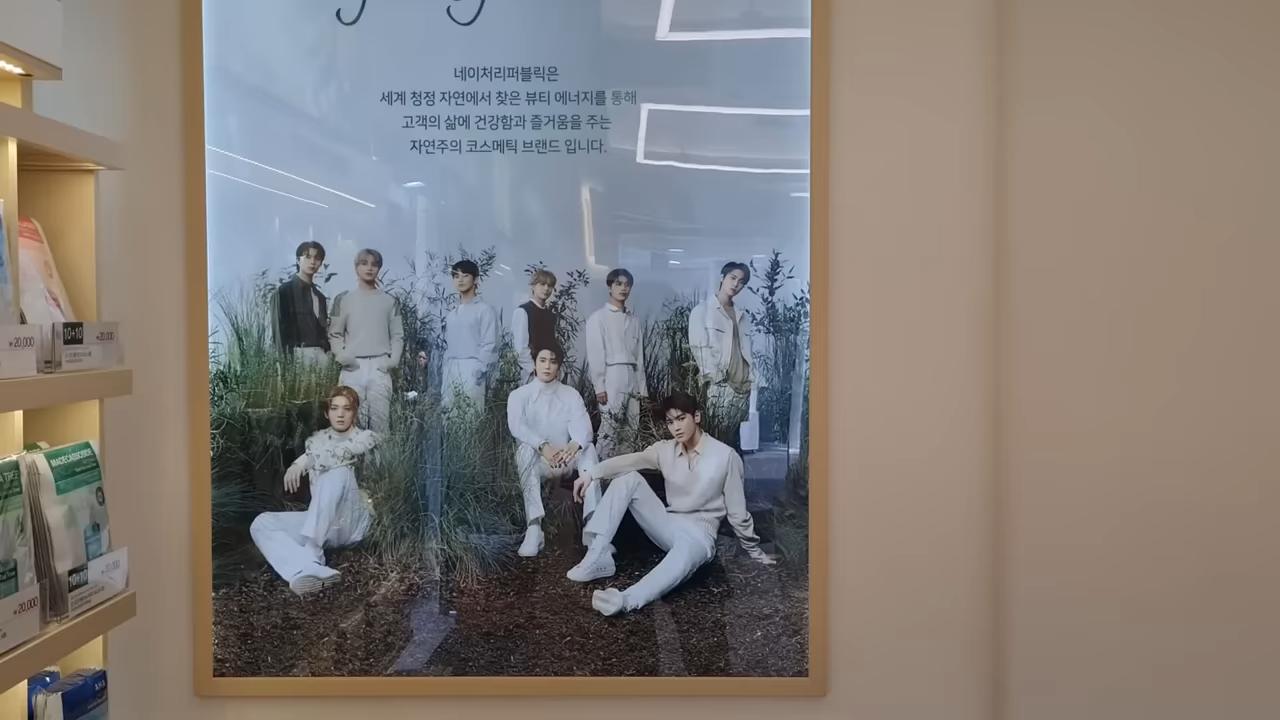 네이처리퍼블릭은
세계 청정 자연에서 찾은 뷰티 에너지를 통해
고객의 삶에 건강함과 즐거움을 주는
자연주의 코스메틱 브랜드 입니다.
10+10
₩20,000
₩20,000
MADECASSOSIDE
10+10
₩20,000